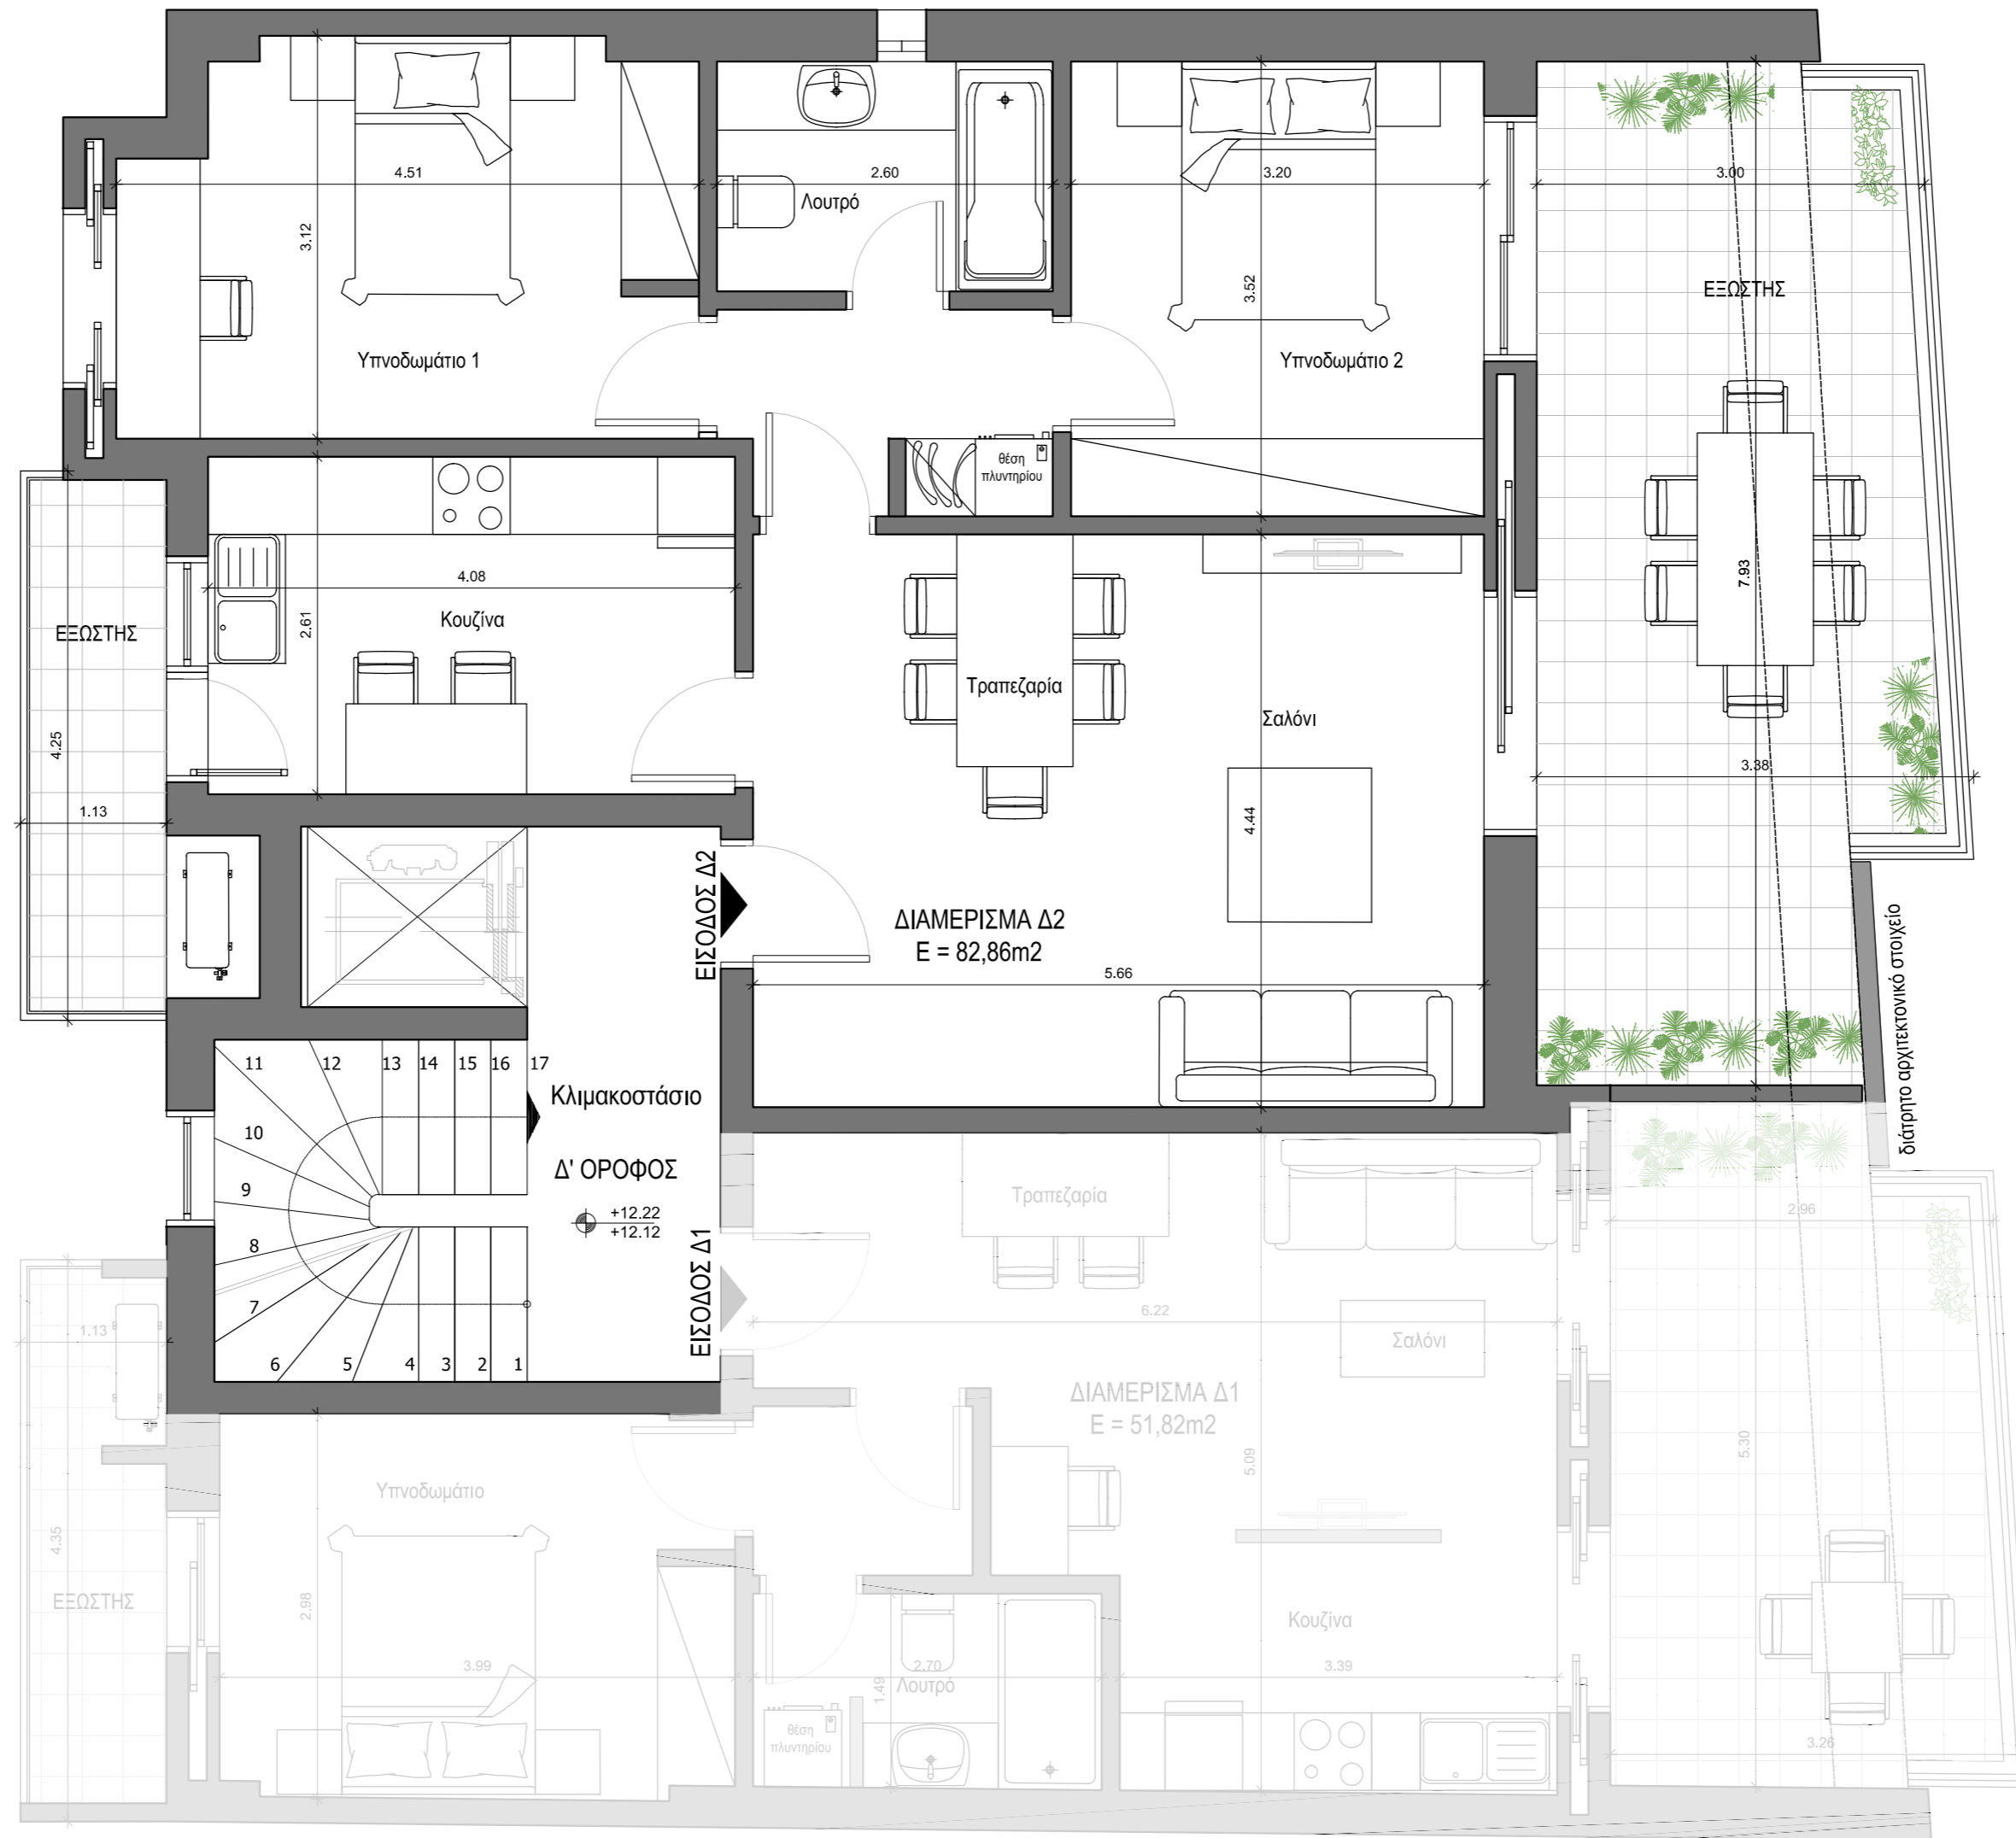 4.51
2.60
3.20
3.00
Λουτρό
3.12
3.52
ΕΞΩΣΤΗΣ
Υπνοδωμάτιο 1
Υπνοδωμάτιο 2
θέση
πλυντηρίου
4.08
7.93
2.61
Κουζίνα
ΕΞΩΣΤΗΣ
Τραπεζαρία
Σαλόνι
4.25
3.38
1.13
4.44
ΕΙΣΟΔΟΣ Δ2
ΔΙΑΜΕΡΙΣΜΑ Δ2
Ε = 82,86m2
5.66
διάτρητο αρχιτεκτονικό στοιχείο
11
12
13
14
15
16
17
Κλιμακοστάσιο
10
Δ' ΟΡΟΦΟΣ
9
+12.22
+12.12
8
7
6
5
4
3
2
1
ΕΙΣΟΔΟΣ Δ1
Τραπεζαρία
2.96
6.22
1.13
Σαλόνι
ΔΙΑΜΕΡΙΣΜΑ Δ1
Ε = 51,82m2
5.09
5.30
Υπνοδωμάτιο
4.35
ΕΞΩΣΤΗΣ
2.98
Κουζίνα
3.99
2.70
3.39
1.49
Λουτρό
θέση
πλυντηρίου
3.26